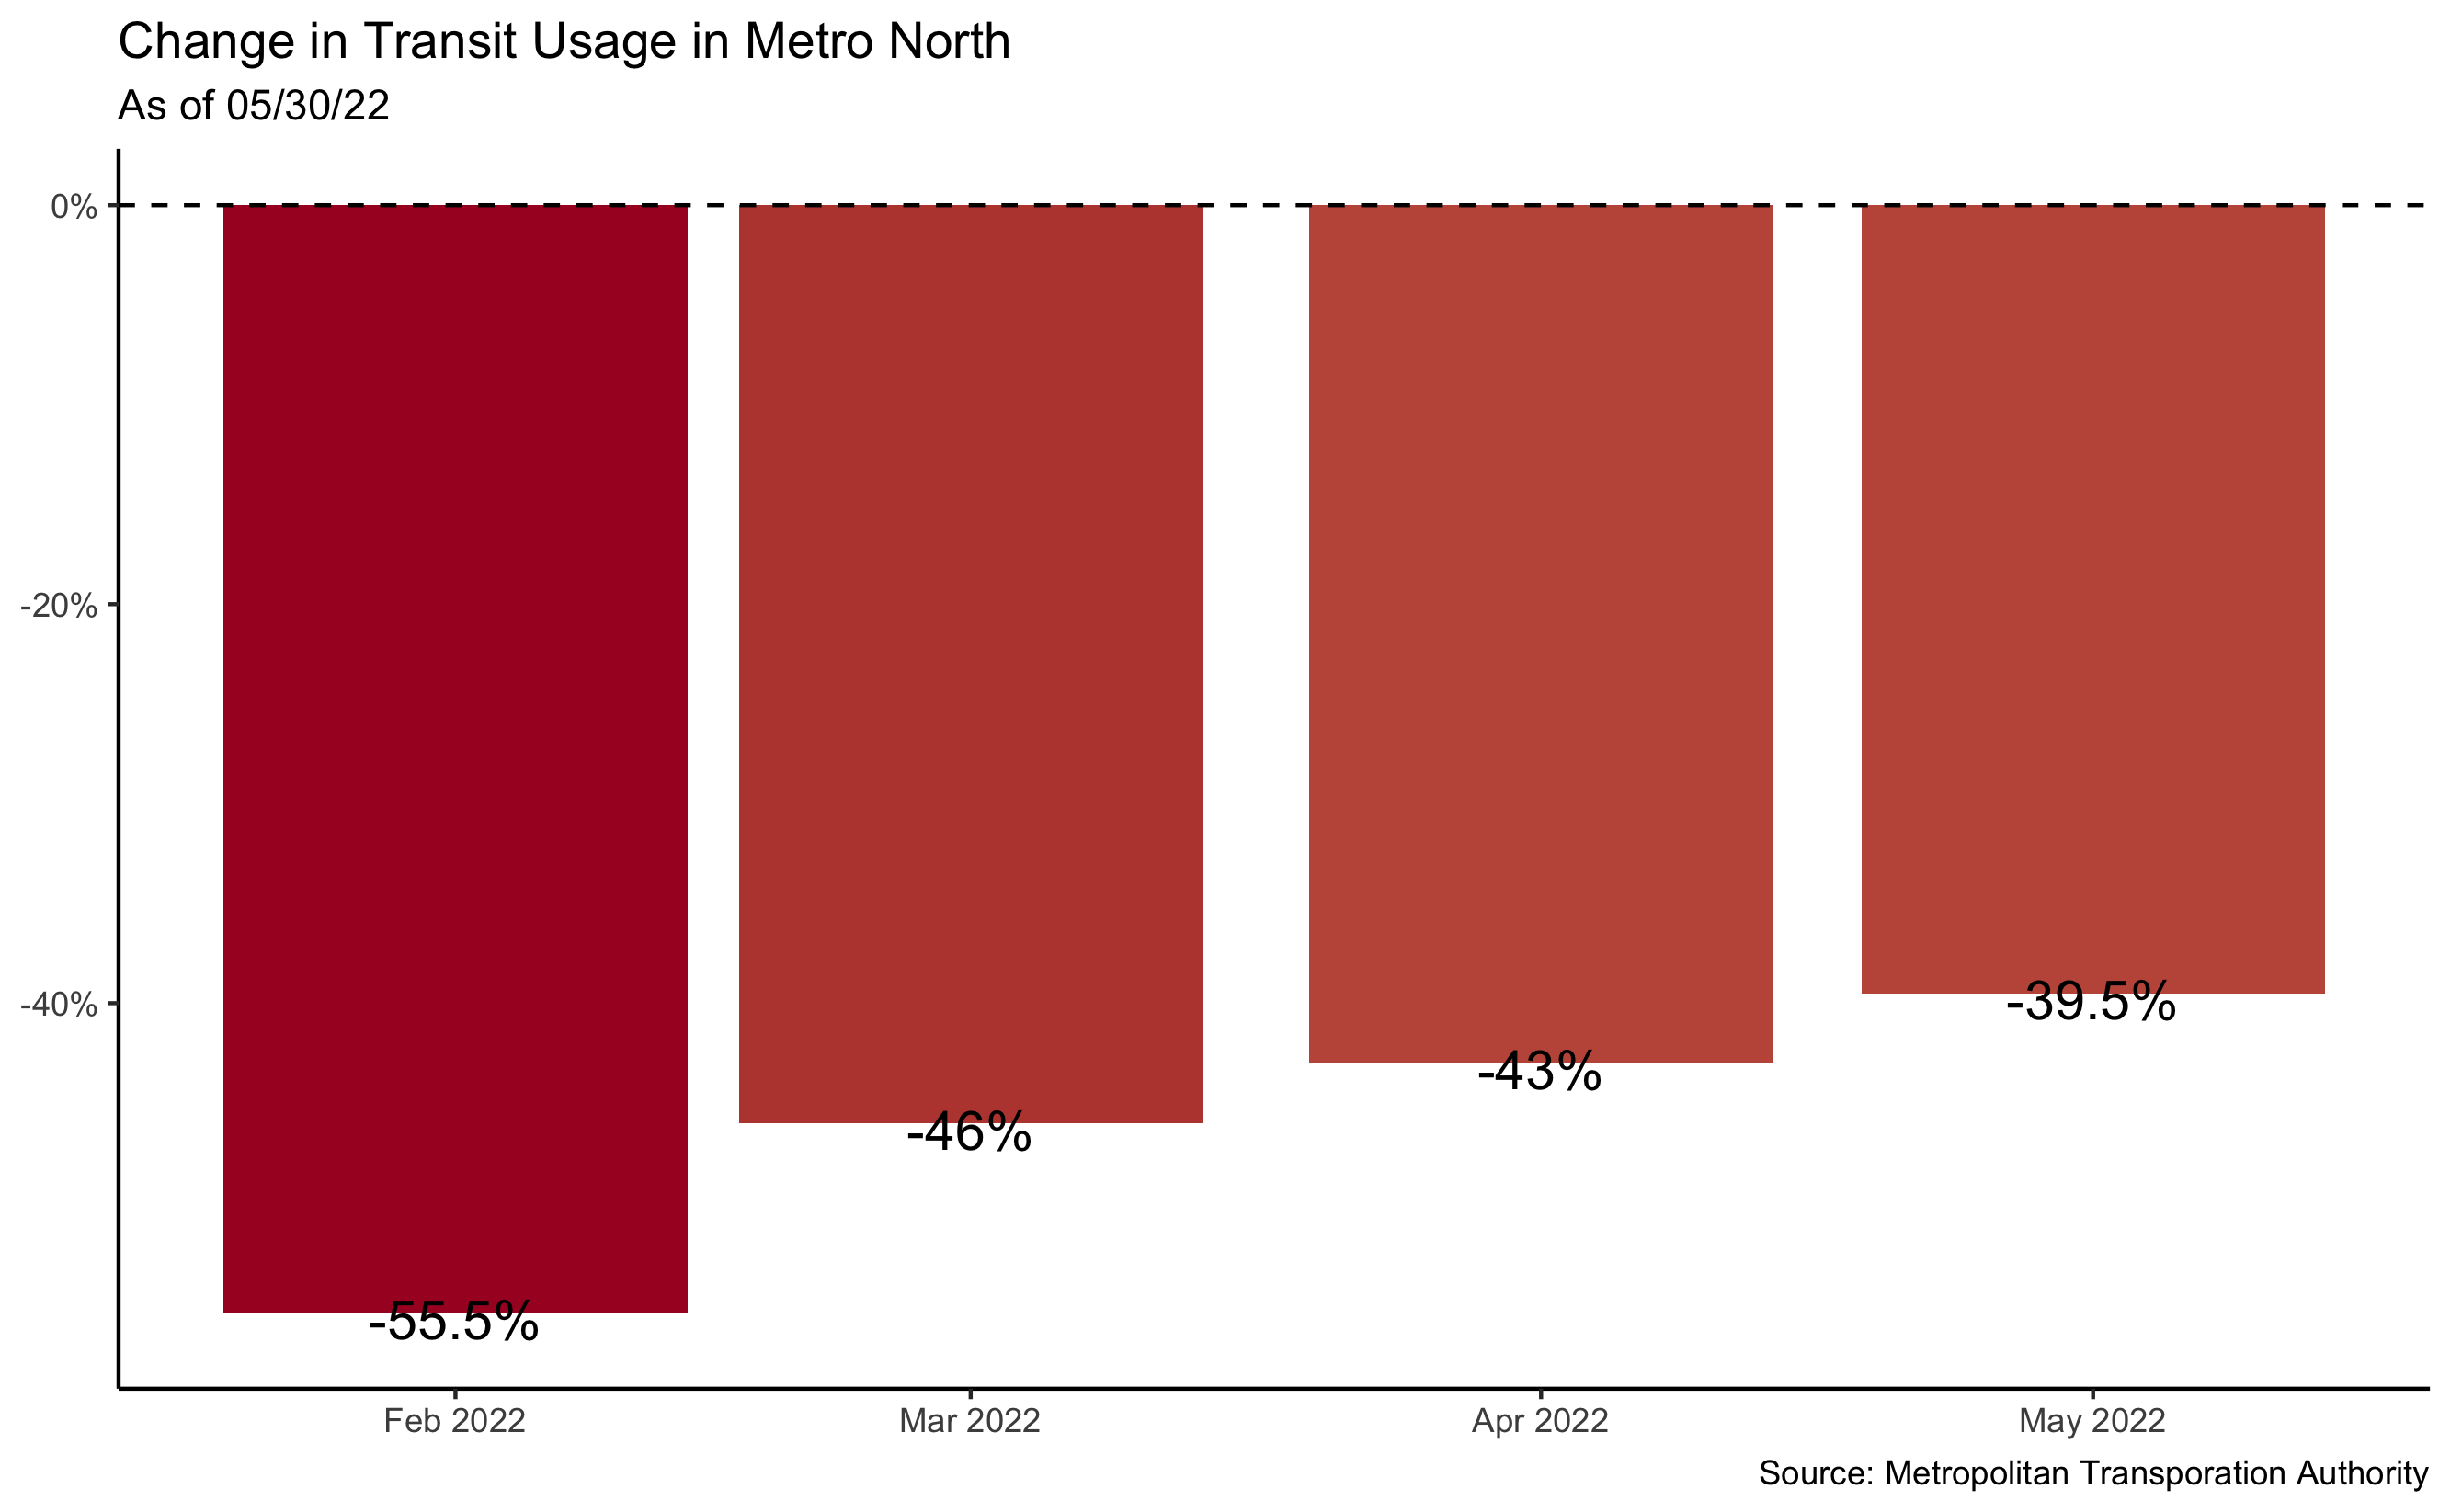 Change in Transit Usage in Metro North
As of 05/30/22
0%
-20%
-40%
-55.5%
-46%
-43%
-39.5%
Feb 2022
Mar 2022
Apr 2022
May 2022
Source: Metropolitan Transporation Authority